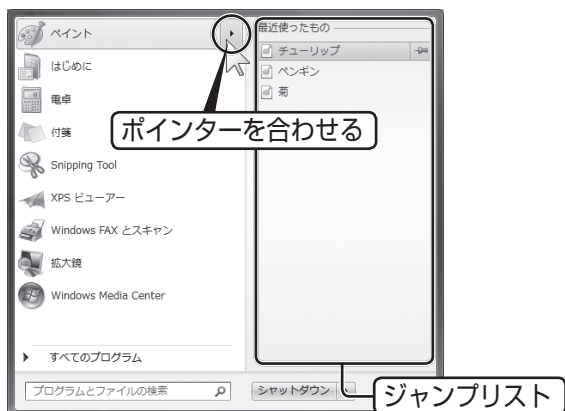 ペイント
はじめに
電卓
付箋
Snipping Tool
XPS ビューアー
Windows FAX とスキャン
拡大鏡
Windows Media Center
すべてのプログラム
プログラムとファイルの検索
シャットダウン
最近使ったもの
チューリップ
ペンギン
菊
ポインターを合わせる
ジャンプリスト